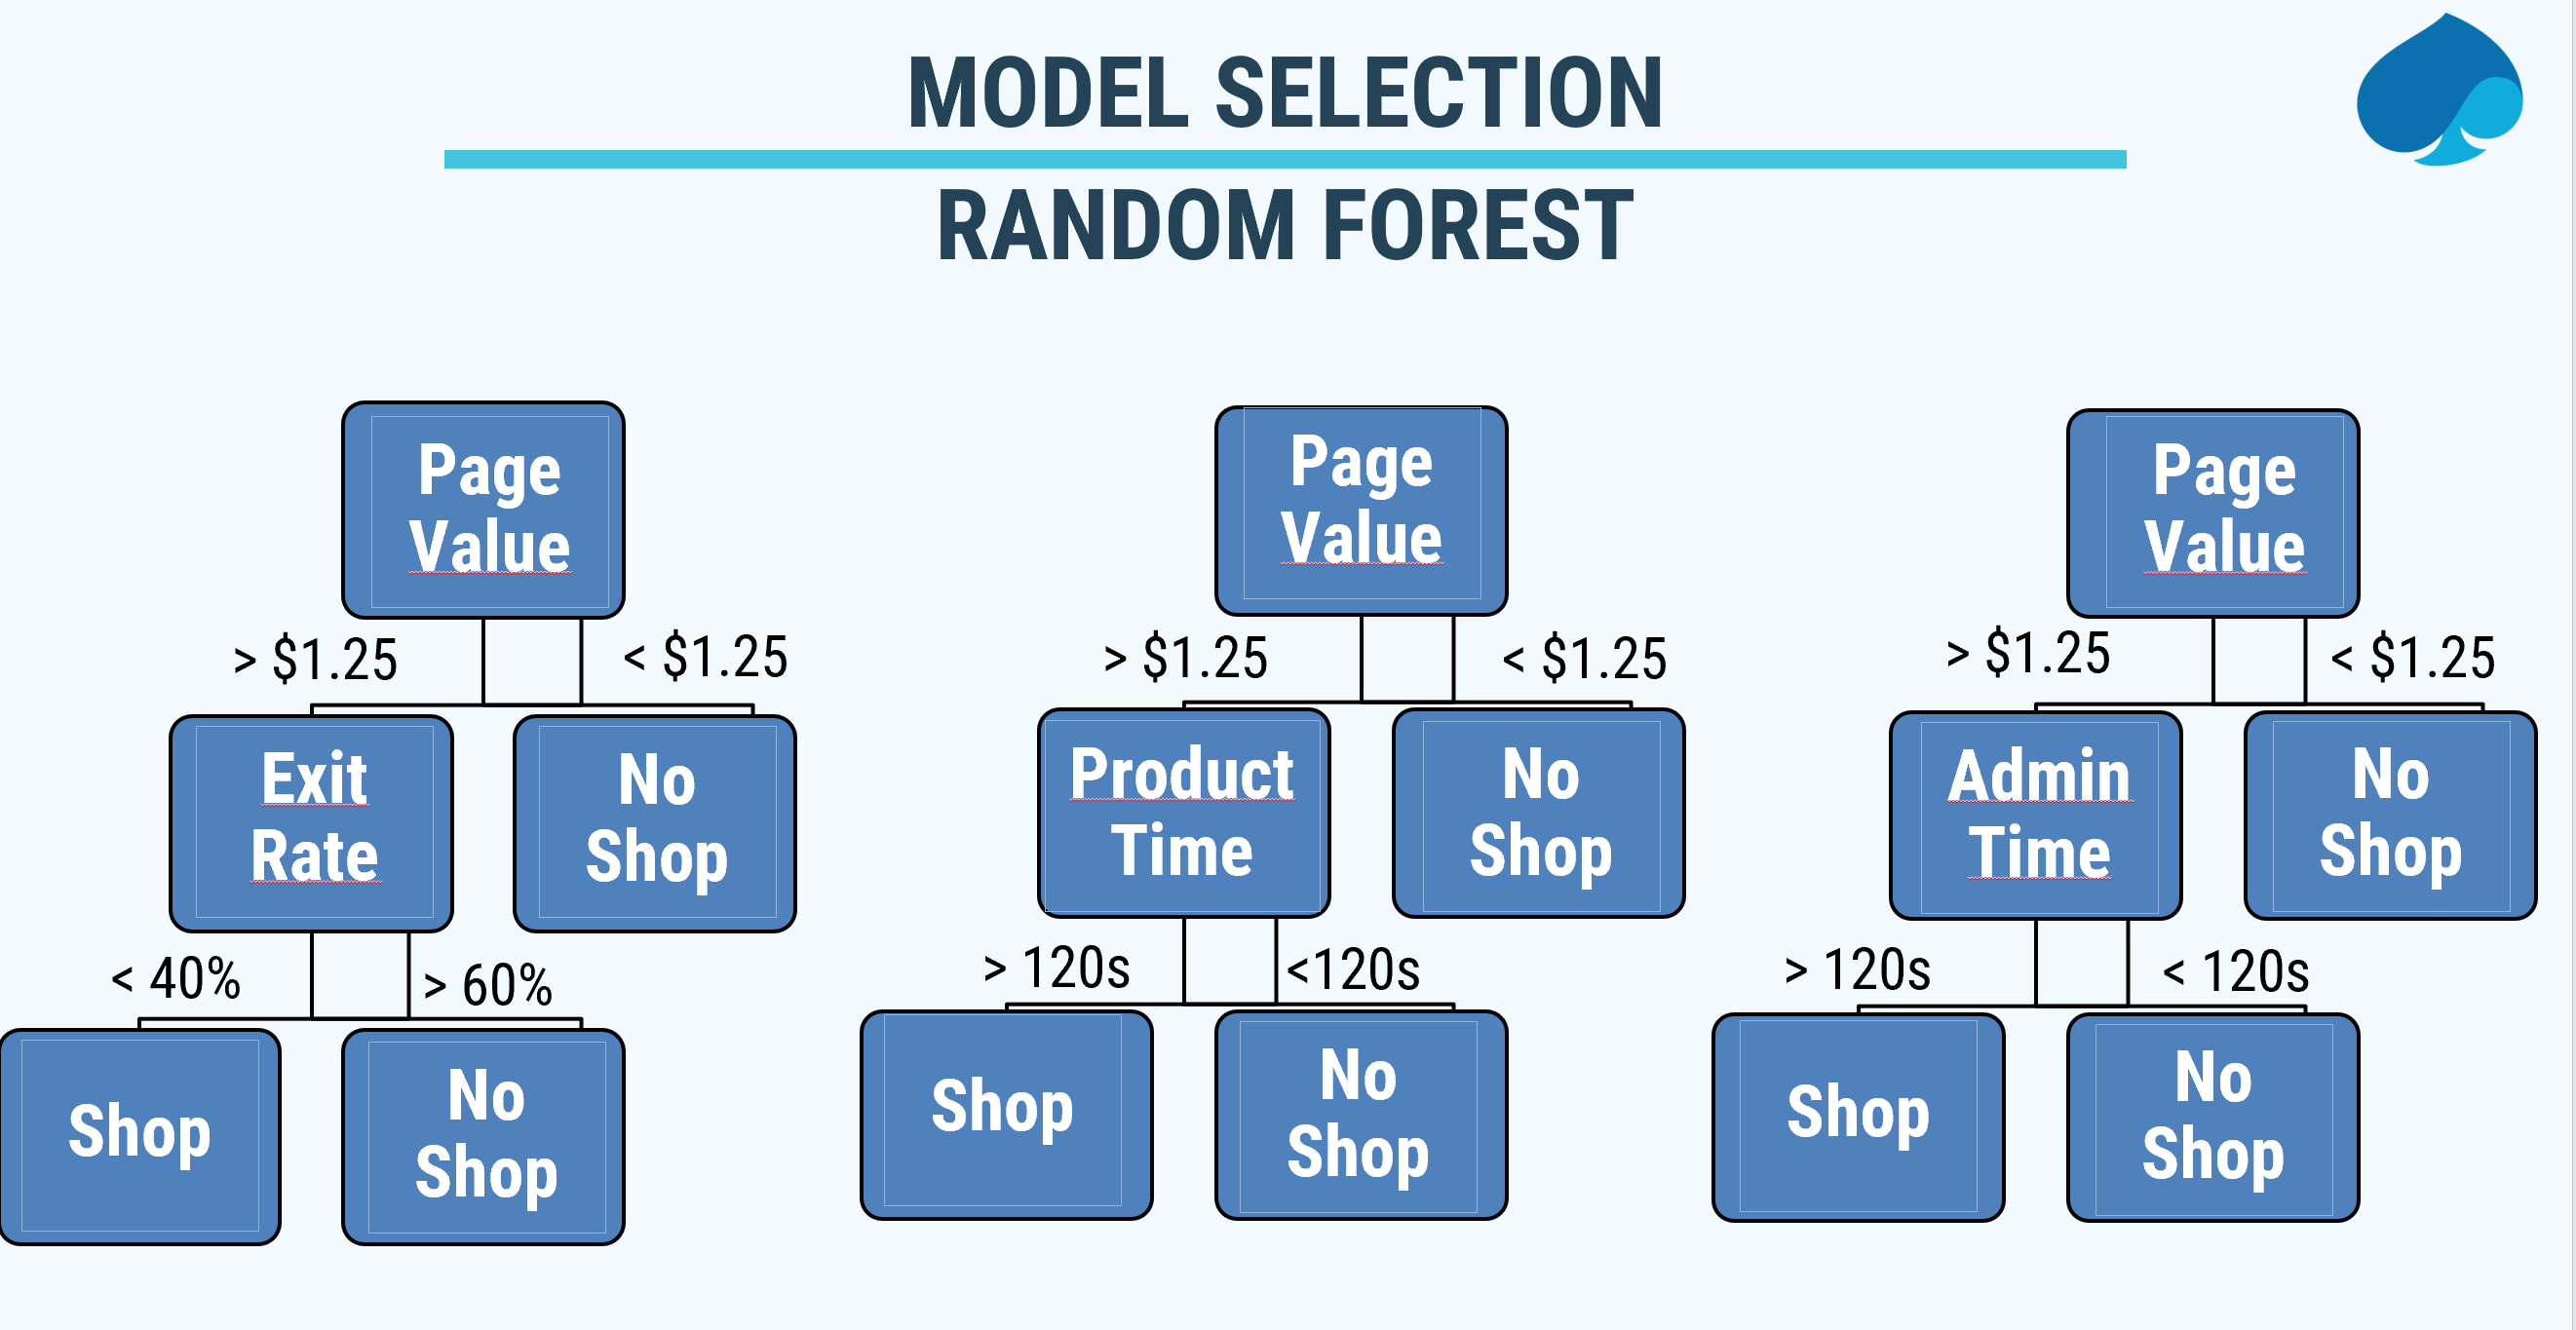 MODEL SELECTION
RANDOM FOREST
Page
Value
> $1.25
< $1.25
Exit
Rate
No
Shop
< 40%
> 60%
Shop
No
Shop
Page
Value
> $1.25
< $1.25
Product
Time
No
Shop
> 120s
<120s
Shop
No
Shop
Page
Value
> $1.25
< $1.25
Admin
Time
No
Shop
> 120s
< 120s
Shop
No
Shop